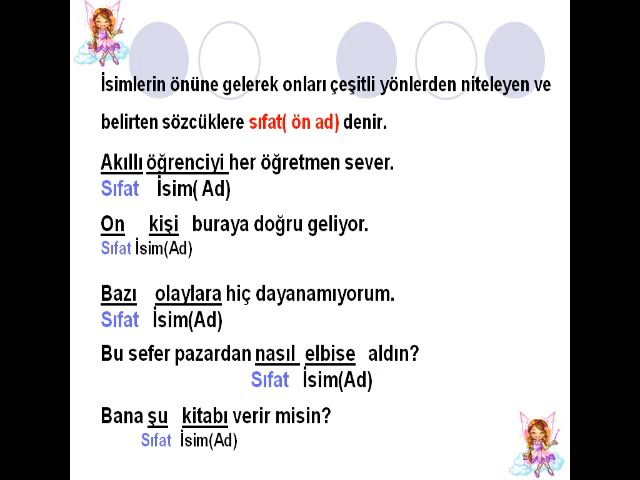 İsimlerin önüne gelerek onları çeşitli yönlerden niteleyen ve
belirten sözcüklere sıfat( ön ad) denir.
Akıllı öğrenciyi her öğretmen sever.
Sıfat İsim( Ad)
On kişi buraya doğru geliyor.
Sıfat İsim(Ad)
Bazı olaylara hiç dayanamıyorum.
Sıfat İsim(Ad)
Bu sefer pazardan nasıl elbise aldın?
Sıfat İsim(Ad)
Bana şu kitabı verir misin?
Sıfat İsim(Ad)